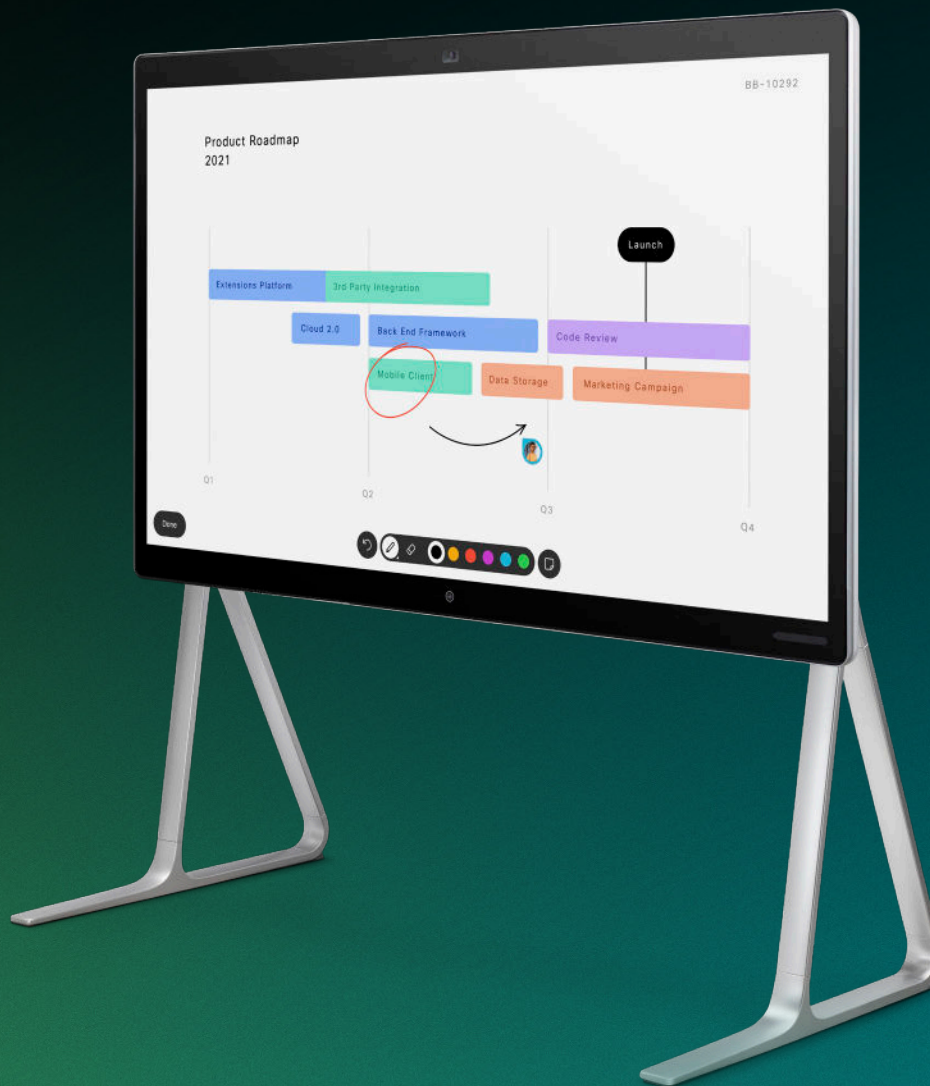 BB-10292
Product Roadmap
2021
Launch
Extensions Platform
3rd Party Integration
Cloud 2.0
Back End Framework
Code Review
Mobile Client
Data Storage
Marketing Campaign
Q1
Q2
Q3
Q4
Done